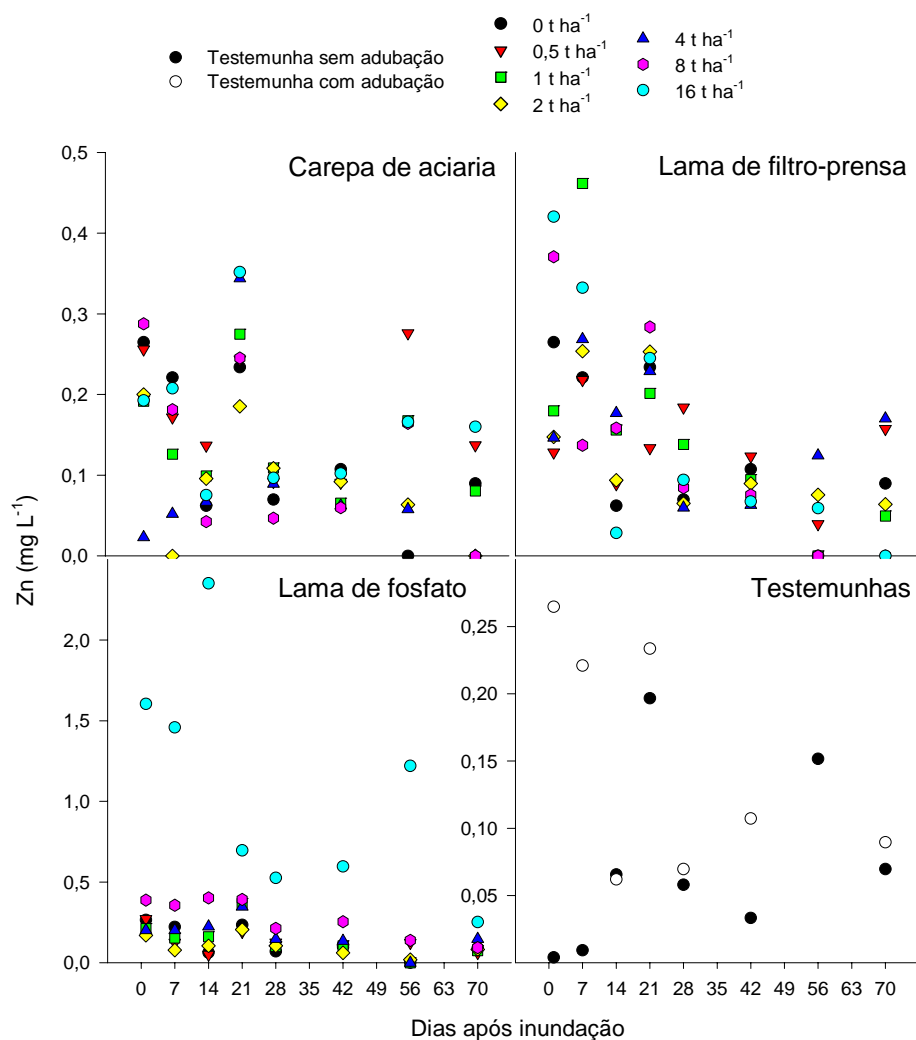 Testemunha sem adubação
Testemunha com adubação
0 t ha⁻¹
0,5 t ha⁻¹
1 t ha⁻¹
2 t ha⁻¹
4 t ha⁻¹
8 t ha⁻¹
16 t ha⁻¹
Carepa de aciaria
0,5
0,4
0,3
0,2
0,1
0,0
Lama de filtro-prensa
Zn (mg L⁻¹)
Lama de fosfato
2,0
1,5
1,0
0,5
0,0
0 7 14 21 28 35 42 49 56 63 70
Testemunhas
0,25
0,20
0,15
0,10
0,05
0 7 14 21 28 35 42 49 56 63 70
Dias após inundação